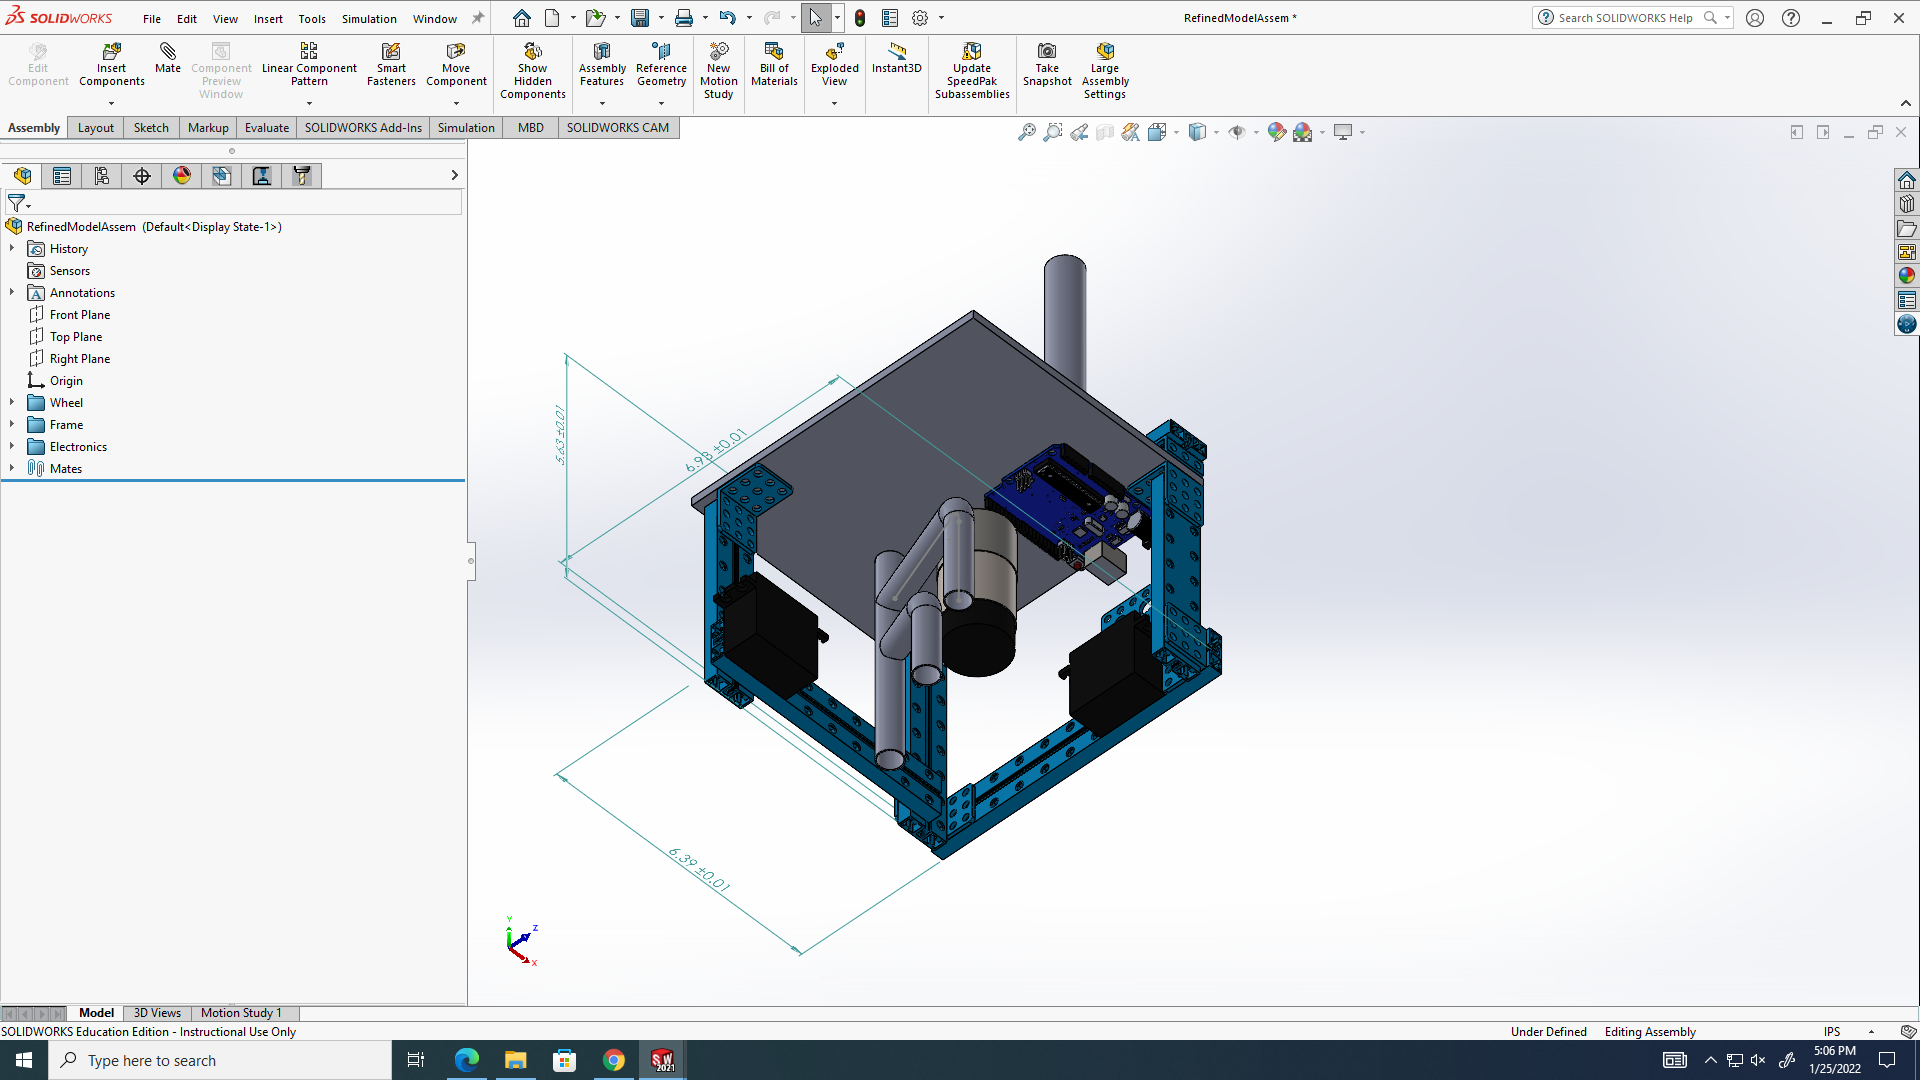 SOLIDWORKS File Edit View Insert Tools Simulation Window RefinedModelAssem * Search SOLIDWORKS Help
Edit Component
Insert Components
Mate
Component Preview Window
Linear Component Pattern
Smart Fasteners
Move Component
Show Hidden Components
Assembly Features
Reference Geometry
New Motion Study
Bill of Materials
Exploded View
Instant3D
Update SpeedPak Subassemblies
Take Snapshot
Large Assembly Settings
Assembly Layout Sketch Markup Evaluate SOLIDWORKS Add-Ins Simulation MBD SOLIDWORKS CAM
RefinedModelAssem (Default<Display State-1>)
History
Sensors
Annotations
Front Plane
Top Plane
Right Plane
Origin
Wheel
Frame
Electronics
Mates
5.63 ±0.01
6.98 ±0.01
6.39 ±0.01
Y
Z
X
Model 3D Views Motion Study 1
SOLIDWORKS Education Edition - Instructional Use Only Under Defined Editing Assembly IPS
Type here to search
SW 2021
5:06 PM
1/25/2022